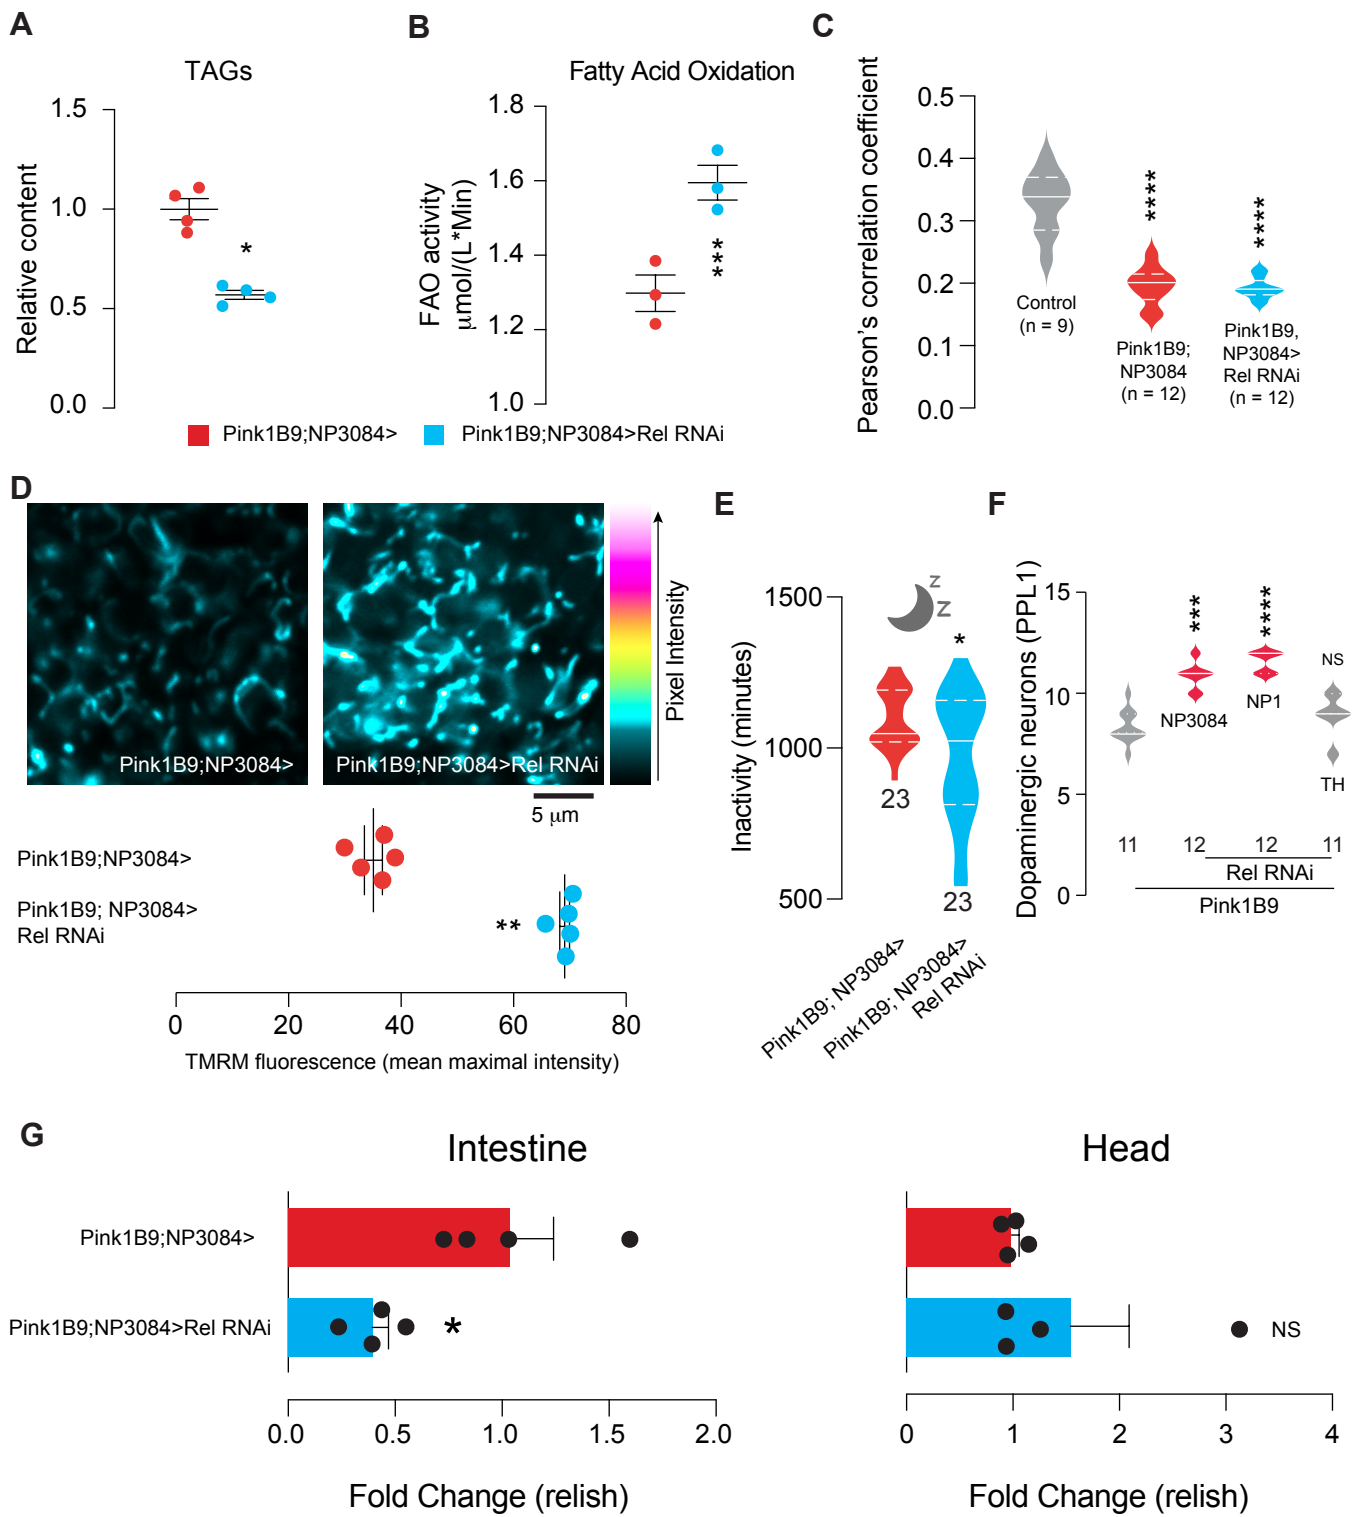 A
TAGs
Relative content
1.5
1.0
0.5
0.0
*
B
Fatty Acid Oxidation
FAO activity
μmol/(L*Min)
1.8
1.6
1.4
1.2
1.0
***
Pink1B9;NP3084>
Pink1B9;NP3084>Rel RNAi
C
Pearson's correlation coefficient
0.5
0.4
0.3
0.2
0.1
0.0
Control
(n = 9)
****
Pink1B9;
NP3084
(n = 12)
****
Pink1B9,
NP3084>
Rel RNAi
(n = 12)
D
Pink1B9;NP3084>
Pink1B9;NP3084>Rel RNAi
Pixel Intensity
5 μm
Pink1B9;NP3084>
Pink1B9; NP3084>
Rel RNAi
**
0 20 40 60 80
TMRM fluorescence (mean maximal intensity)
E
Inactivity (minutes)
1500
1000
500
z
z
*
23
23
Pink1B9; NP3084>
Pink1B9; NP3084>
Rel RNAi
F
Dopaminergic neurons (PPL1)
15
10
5
0
***
****
NS
NP3084
NP1
TH
11 12 12 11
Rel RNAi
Pink1B9
G
Intestine
Pink1B9;NP3084>
Pink1B9;NP3084>Rel RNAi
*
0.0 0.5 1.0 1.5 2.0
Fold Change (relish)
Head
NS
0 1 2 3 4
Fold Change (relish)